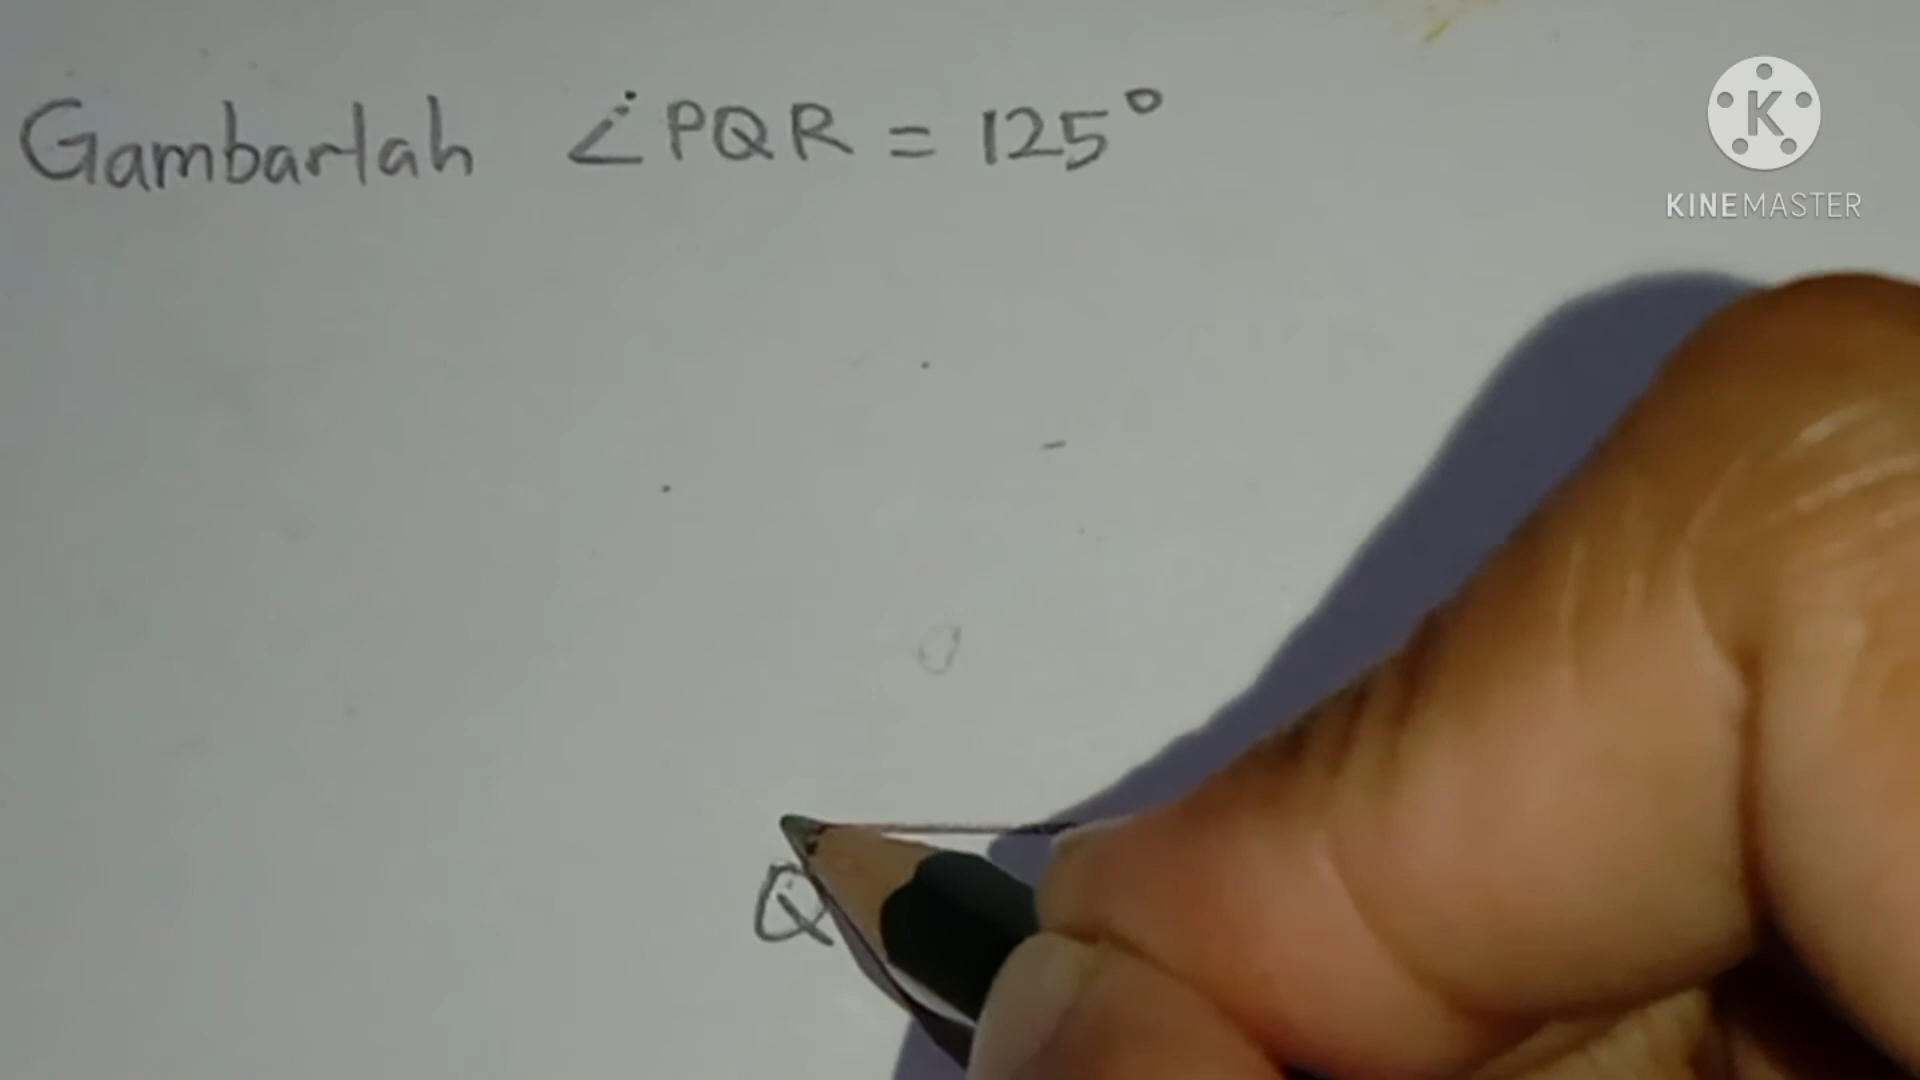 Gambarlah ∠PQR = 125°
K
KINEMASTER
Q